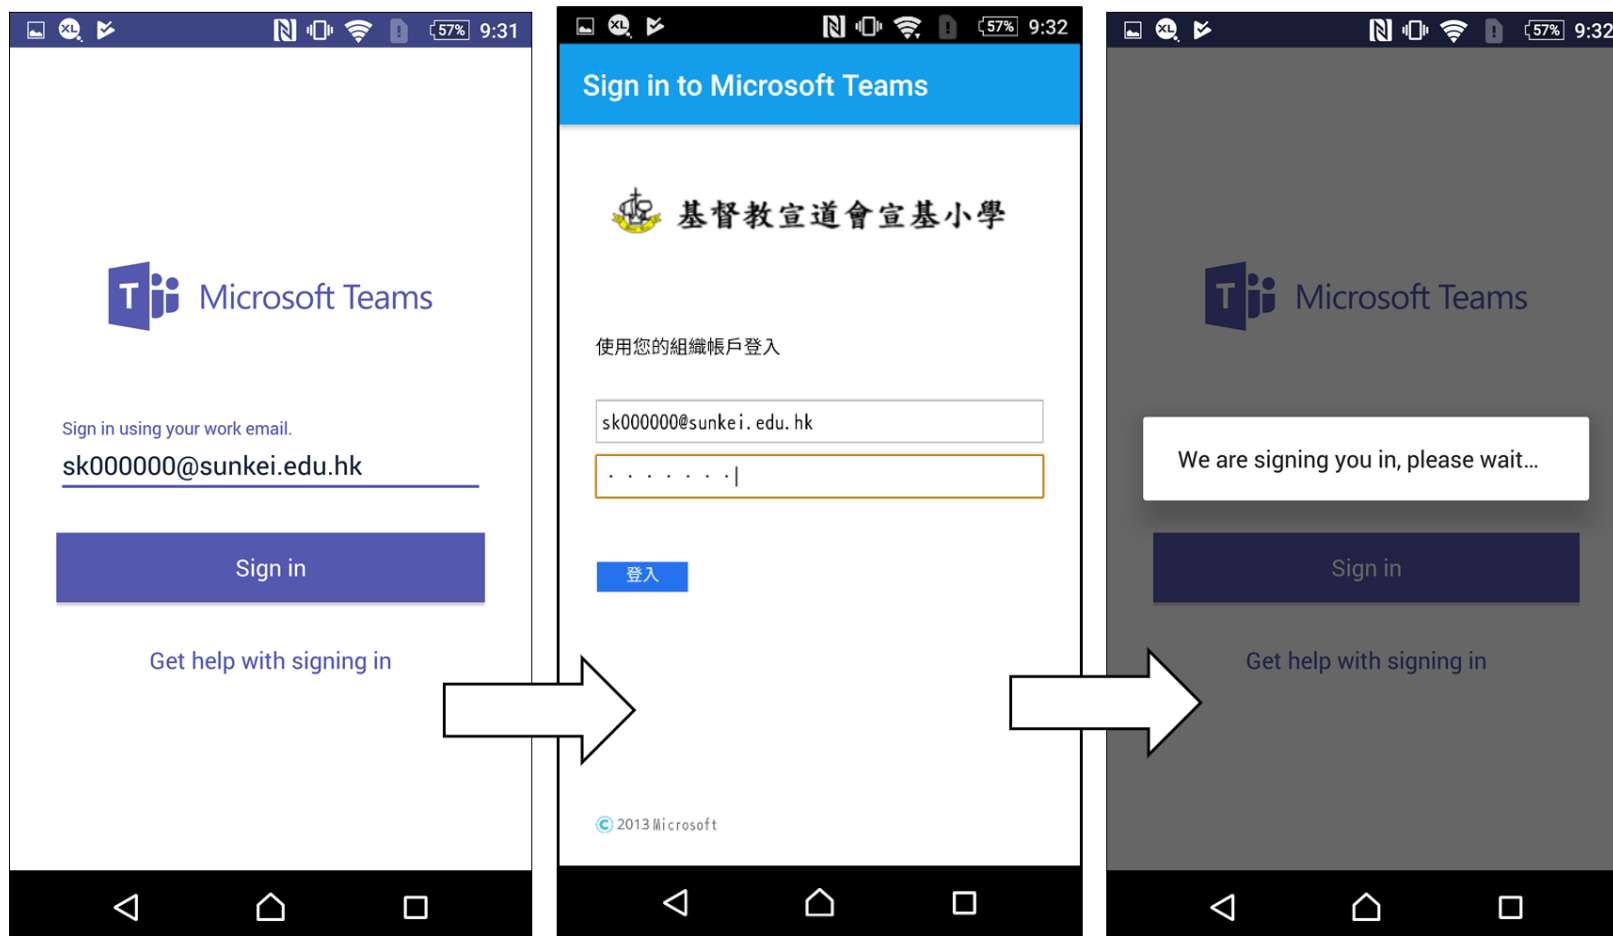 XL 57% 9:31
Microsoft Teams
Sign in using your work email.
sk000000@sunkei.edu.hk
Sign in
Get help with signing in
XL 57% 9:32
Sign in to Microsoft Teams
基督教宣道會宣基小學
使用您的組織帳戶登入
sk000000@sunkei.edu.hk
登入
© 2013 Microsoft
XL 57% 9:32
Microsoft Teams
We are signing you in, please wait...
Sign in
Get help with signing in